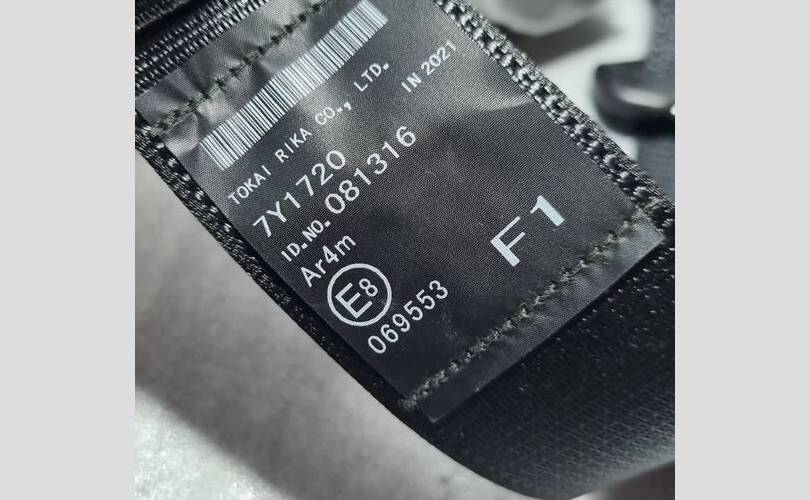 TOKAI RIKA CO., LTD.
IN 2021
7Y1720
ID.NO.081316
Ar4m
E8
069553
F1